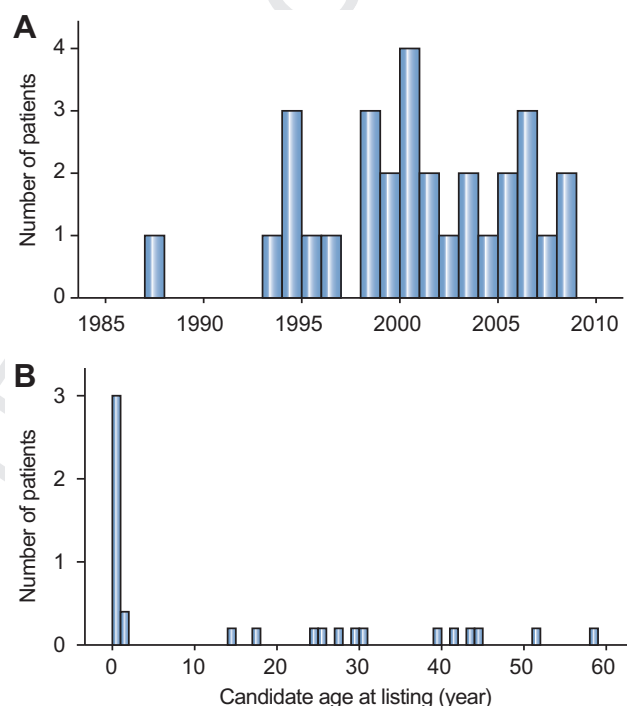 A
Number of patients
4
3
2
1
0
1985 1990 1995 2000 2005 2010
B
Number of patients
3
2
1
0
0 10 20 30 40 50 60
Candidate age at listing (year)